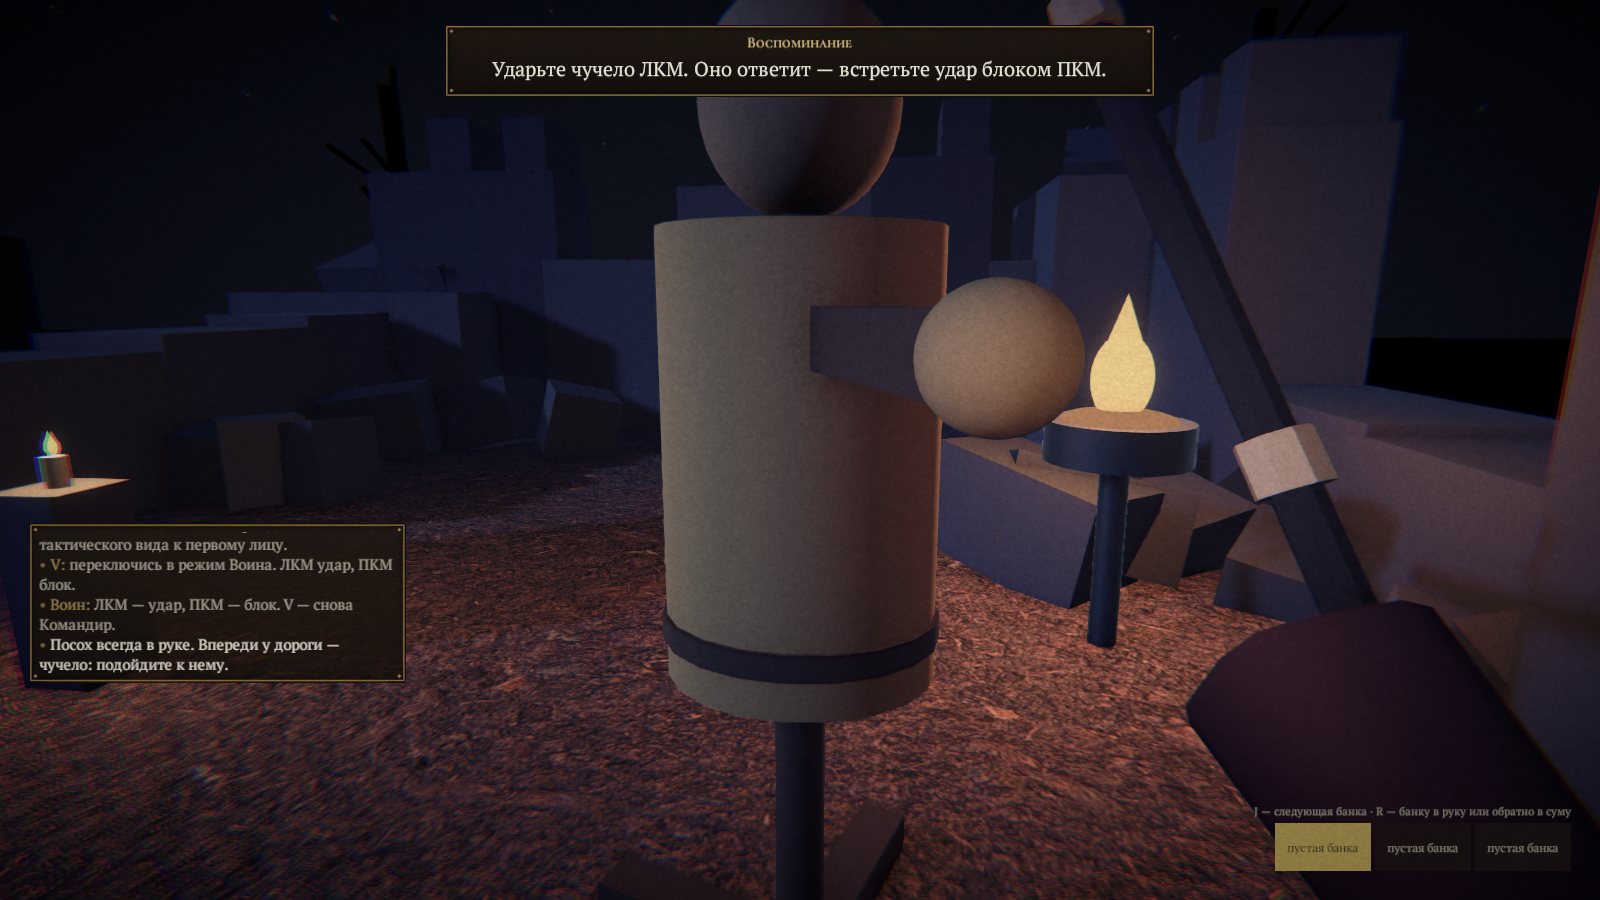 Воспоминание
Ударьте чучело ЛКМ. Оно ответит — встретьте удар блоком ПКМ.
тактического вида к первому лицу.
• V: переключись в режим Воина. ЛКМ удар, ПКМ
блок.
• Воин: ЛКМ — удар, ПКМ — блок. V — снова
Командир.
• Посох всегда в руке. Впереди у дороги —
чучело: подойдите к нему.
— следующая банка · R — банку в руку или обратно в суму
пустая банка пустая банка пустая банка